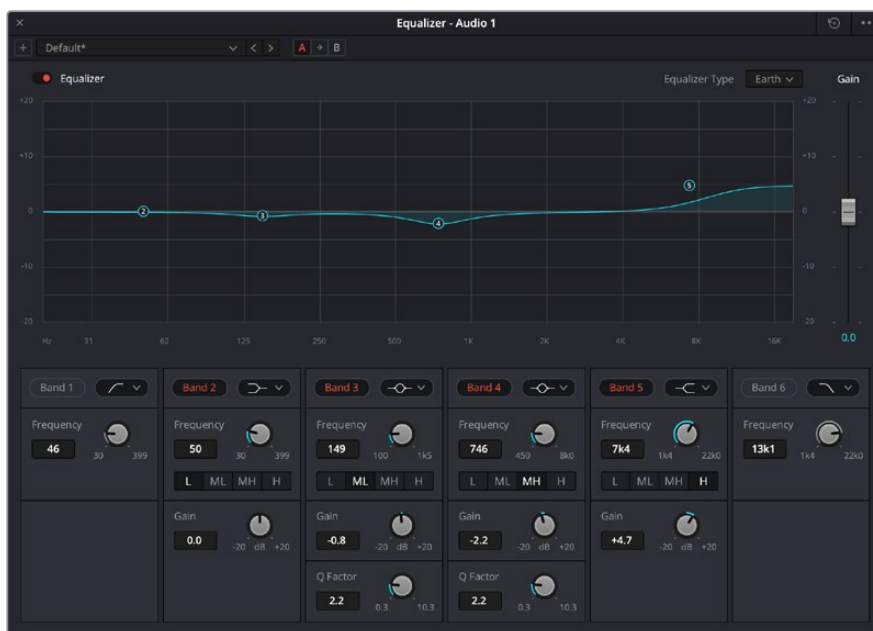 × Equalizer - Audio 1
+ Default* A B
Equalizer Equalizer Type Earth Gain
+20 +20
+10 +10
0 2 3 4 5 0
-10 -10
-20 -20
Hz 31 62 125 250 500 1K 2K 4K 8K 16K 0.0
Band 1 Band 2 Band 3 Band 4 Band 5 Band 6
Frequency Frequency Frequency Frequency Frequency Frequency
46 50 149 746 7k4 13k1
30 399 30 399 100 1k5 450 8k0 1k4 22k0 1k4 22k0
L ML MH H L ML MH H L ML MH H L ML MH H
Gain Gain Gain Gain
0.0 -0.8 -2.2 +4.7
-20 dB +20 -20 dB +20 -20 dB +20 -20 dB +20
Q Factor Q Factor
2.2 2.2
0.3 10.3 0.3 10.3